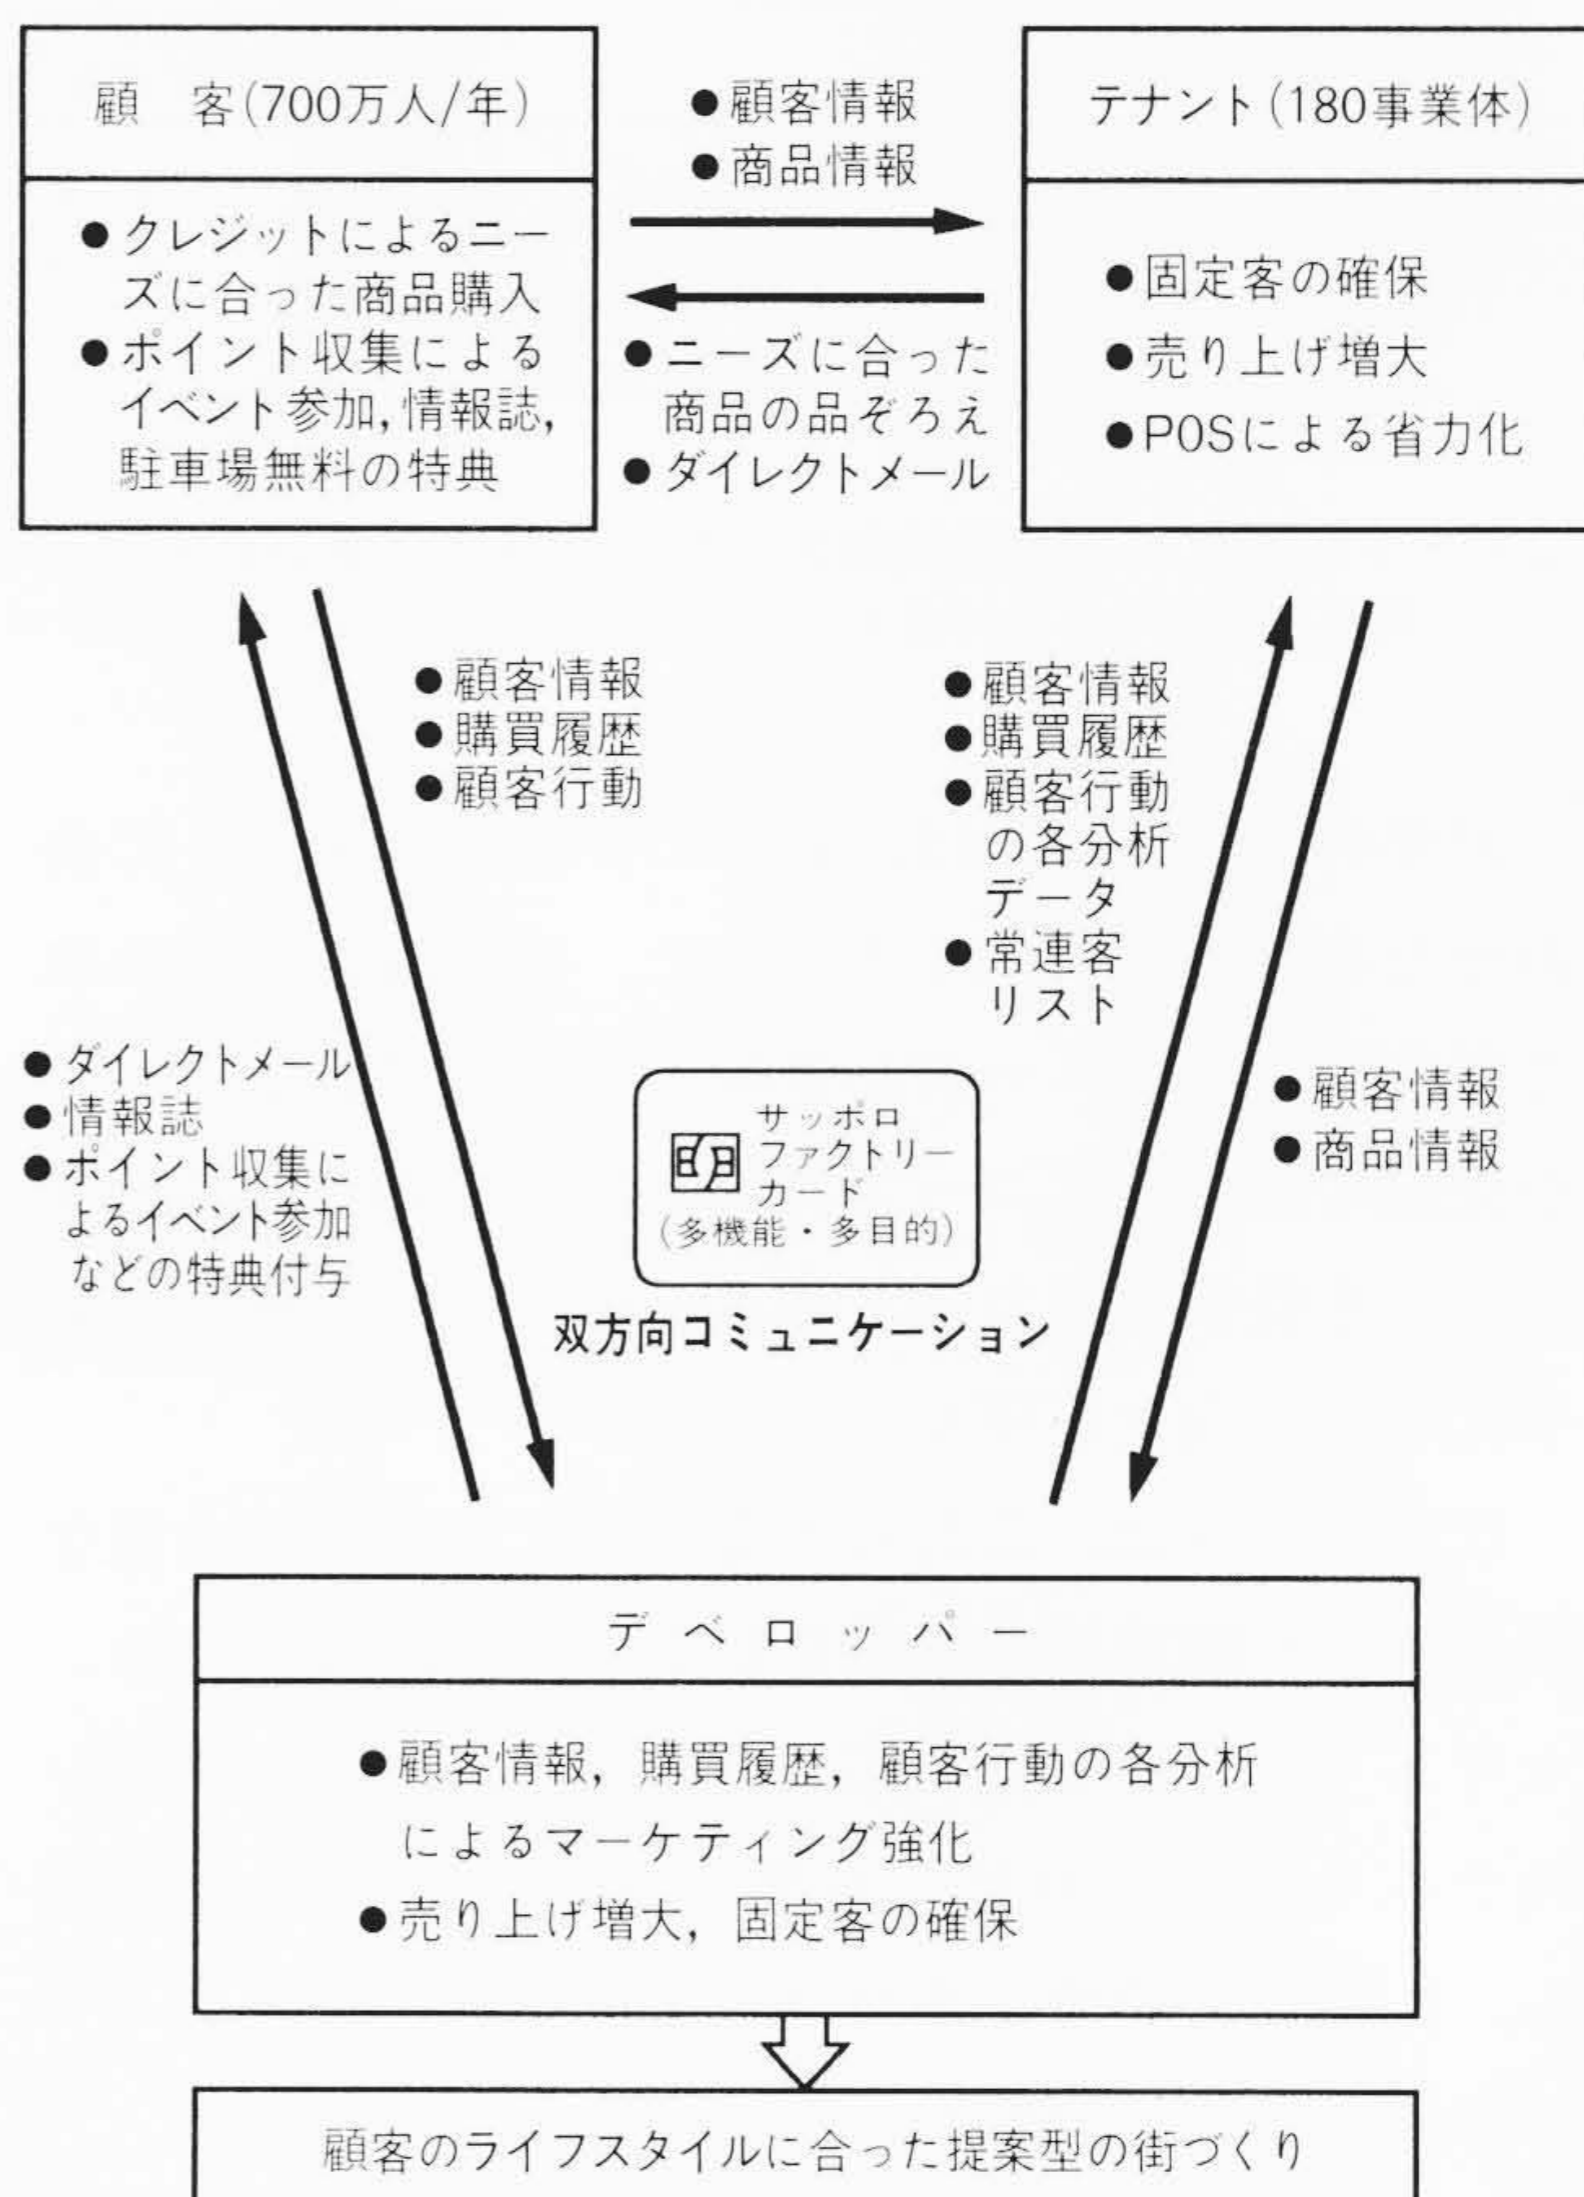 顧 客(700万人/年)
●クレジットによるニー
ズに合った商品購入
●ポイント収集による
イベント参加,情報誌,
駐車場無料の特典
●顧客情報
●商品情報
●ニーズに合った
商品の品ぞろえ
●ダイレクトメール
テナント(180事業体)
●固定客の確保
●売り上げ増大
●POSによる省力化
●顧客情報
●購買履歴
●顧客行動
●顧客情報
●購買履歴
●顧客行動
の各分析
データ
●常連客
リスト
●ダイレクトメール
●情報誌
●ポイント収集に
よるイベント参加
などの特典付与
サッポロ
ファクトリー
カード
(多機能・多目的)
双方向コミュニケーション
●顧客情報
●商品情報
デベロッパー
●顧客情報,購買履歴,顧客行動の各分析
によるマーケティング強化
●売り上げ増大,固定客の確保
顧客のライフスタイルに合った提案型の街づくり